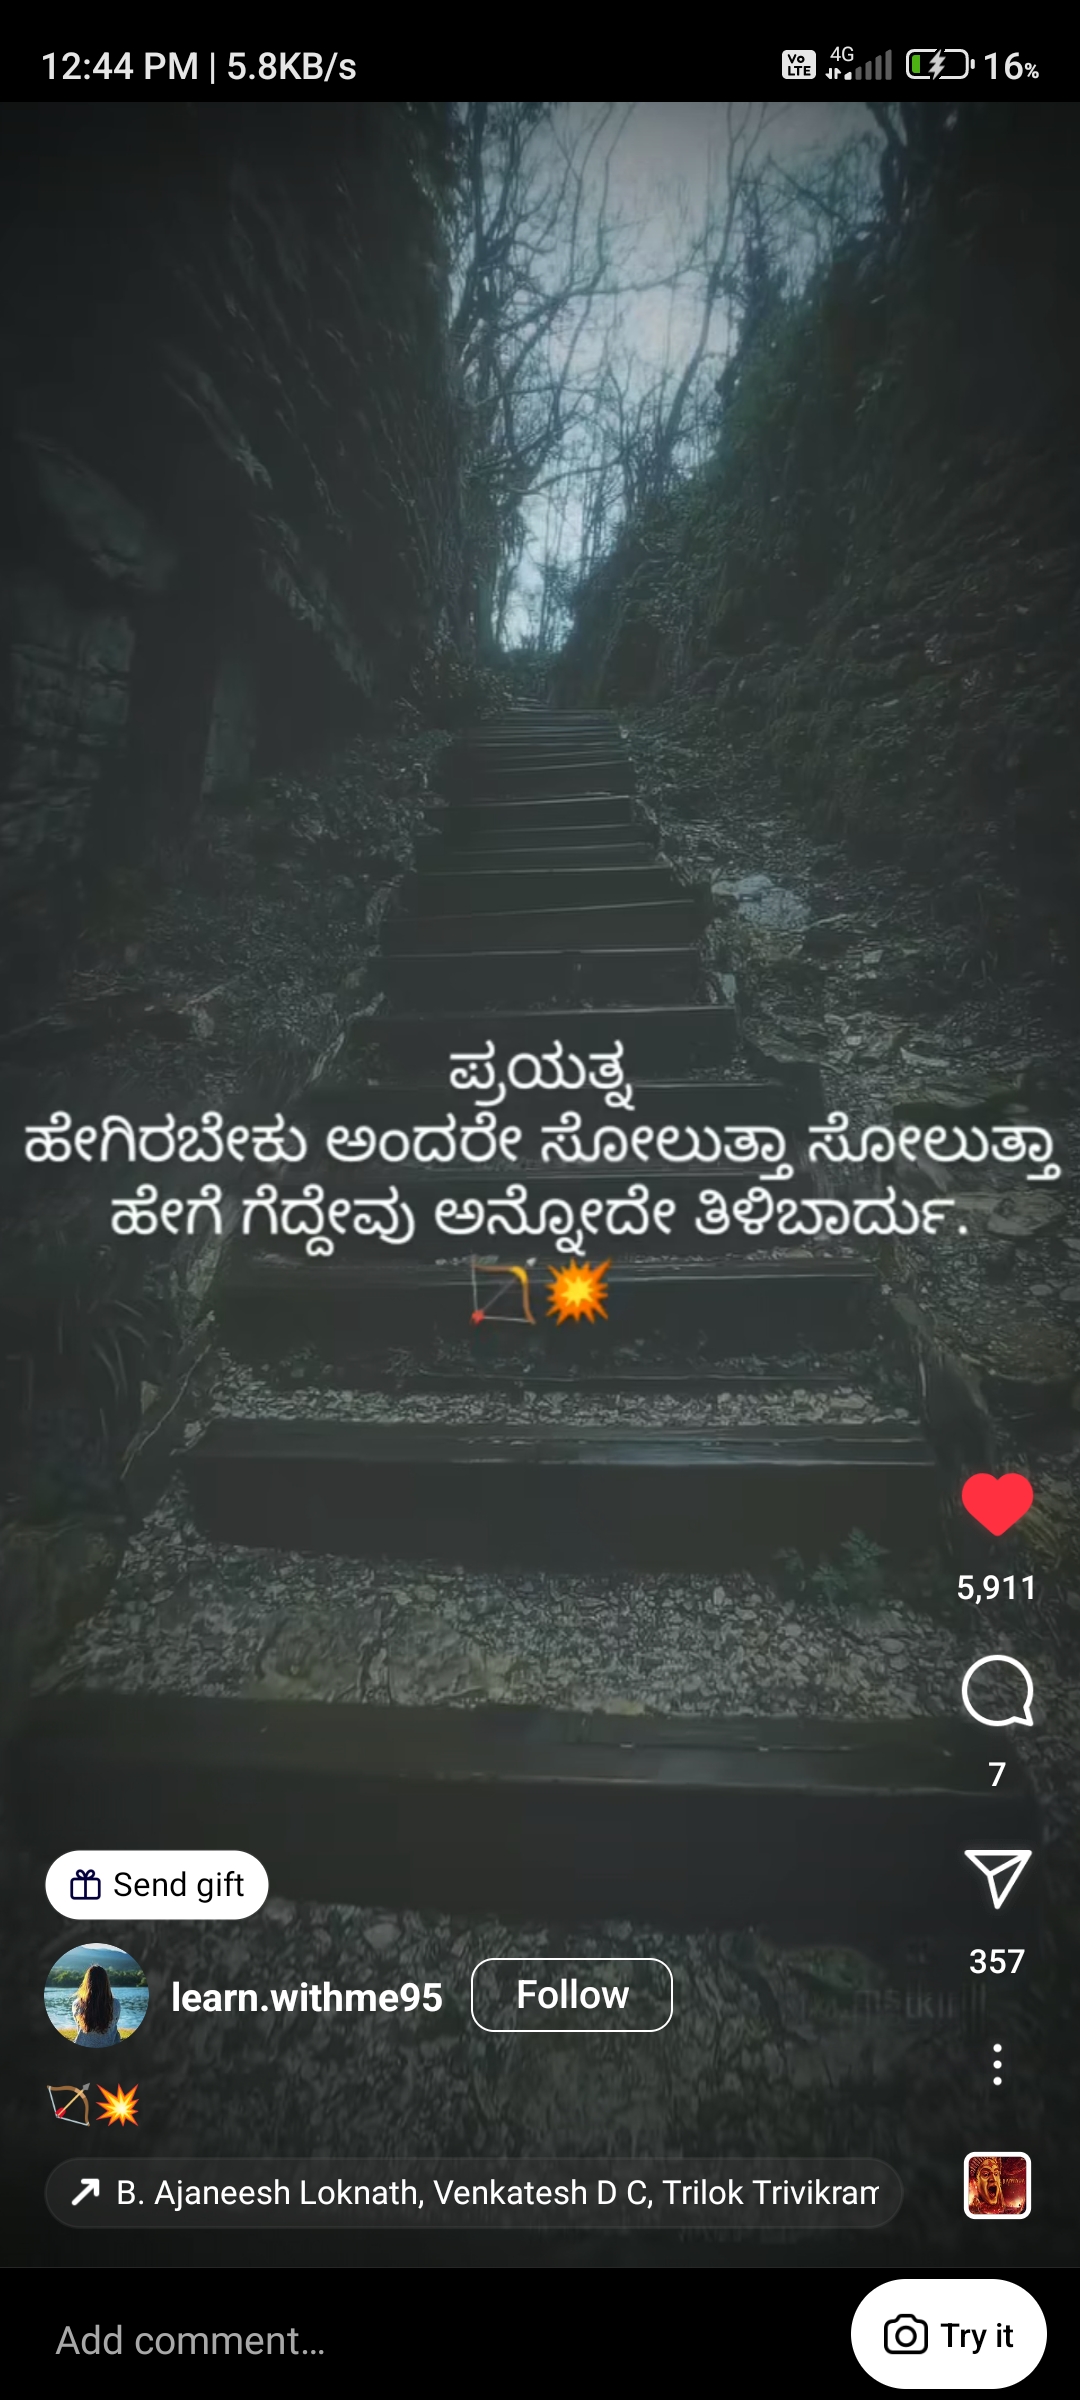 12:44 PM | 5.8KB/s
Vo LTE 4G 16%
ಪ್ರಯತ್ನ
ಹೇಗಿರಬೇಕು ಅಂದರೇ ಸೋಲುತ್ತಾ ಸೋಲುತ್ತಾ
ಹೇಗೆ ಗೆದ್ದೇವು ಅನ್ನೋದೇ ತಿಳಿಬಾರ್ದು.
🏹💥
5,911
7
Send gift
357
learn.withme95 Follow
🏹💥
B. Ajaneesh Loknath, Venkatesh D C, Trilok Trivikram
Add comment...
Try it